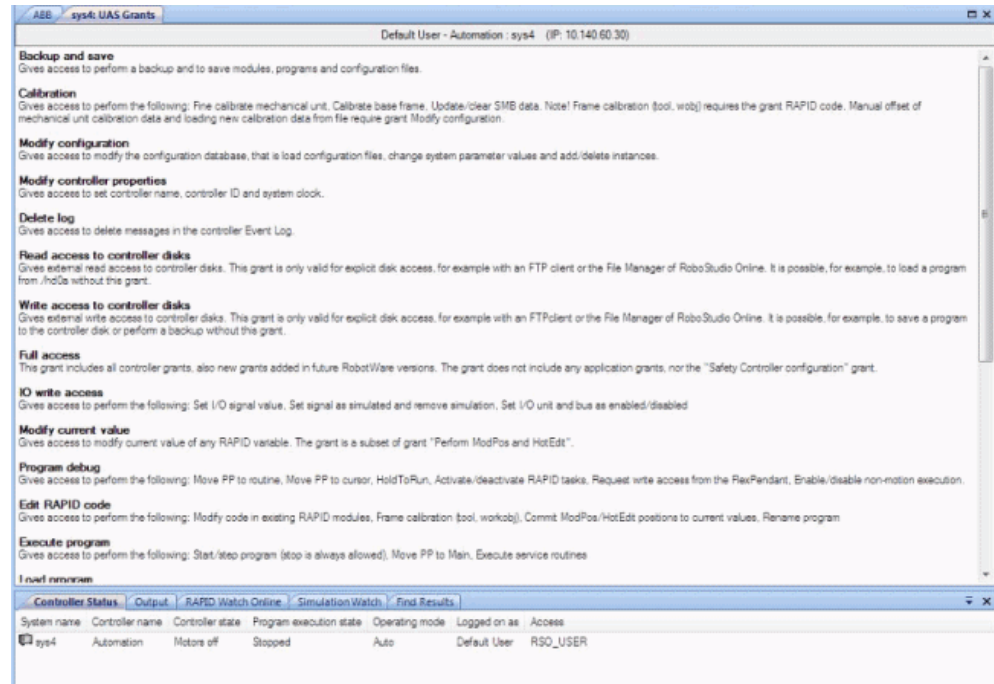 ABB
sys4: UAS Grants
Default User - Automation : sys4 (IP: 10.140.60.30)
Backup and save
Gives access to perform a backup and to save modules, programs and configuration files.
Calibration
Gives access to perform the following: Fine calibrate mechanical unit, Calibrate base frame, Update/clear SMB data. Note! Frame calibration (tool, wobj) requires the grant RAPID code. Manual offset of
mechanical unit calibration data and loading new calibration data from file require grant Modify configuration.
Modify configuration
Gives access to modify the configuration database, that is load configuration files, change system parameter values and add/delete instances.
Modify controller properties
Gives access to set controller name, controller ID and system clock.
Delete log
Gives access to delete messages in the controller Event Log.
Read access to controller disks
Gives external read access to controller disks. This grant is only valid for explicit disk access, for example with an FTP client or the File Manager of RoboStudio Online. It is possible, for example, to load a program
from /hd0a without this grant.
Write access to controller disks
Gives external write access to controller disks. This grant is only valid for explicit disk access, for example with an FTPclient or the File Manager of RoboStudio Online. It is possible, for example, to save a program
to the controller disk or perform a backup without this grant.
Full access
This grant includes all controller grants, also new grants added in future RobotWare versions. The grant does not include any application grants, nor the "Safety Controller configuration" grant.
IO write access
Gives access to perform the following: Set I/O signal value, Set signal as simulated and remove simulation, Set I/O unit and bus as enabled/disabled
Modify current value
Gives access to modify current value of any RAPID variable. The grant is a subset of grant "Perform ModPos and HotEdit".
Program debug
Gives access to perform the following: Move PP to routine, Move PP to cursor, HoldToRun, Activate/deactivate RAPID tasks, Request write access from the FlexPendant, Enable/disable non-motion execution.
Edit RAPID code
Gives access to perform the following: Modify code in existing RAPID modules, Frame calibration (tool, workobj), Commit ModPos/HotEdit positions to current values, Rename program
Execute program
Gives access to perform the following: Start/step program (stop is always allowed), Move PP to Main, Execute service routines
Load program
Controller Status Output RAPID Watch Online Simulation Watch Find Results
System name Controller name Controller state Program execution state Operating mode Logged on as Access
sys4 Automation Motors off Stopped Auto Default User RSO_USER